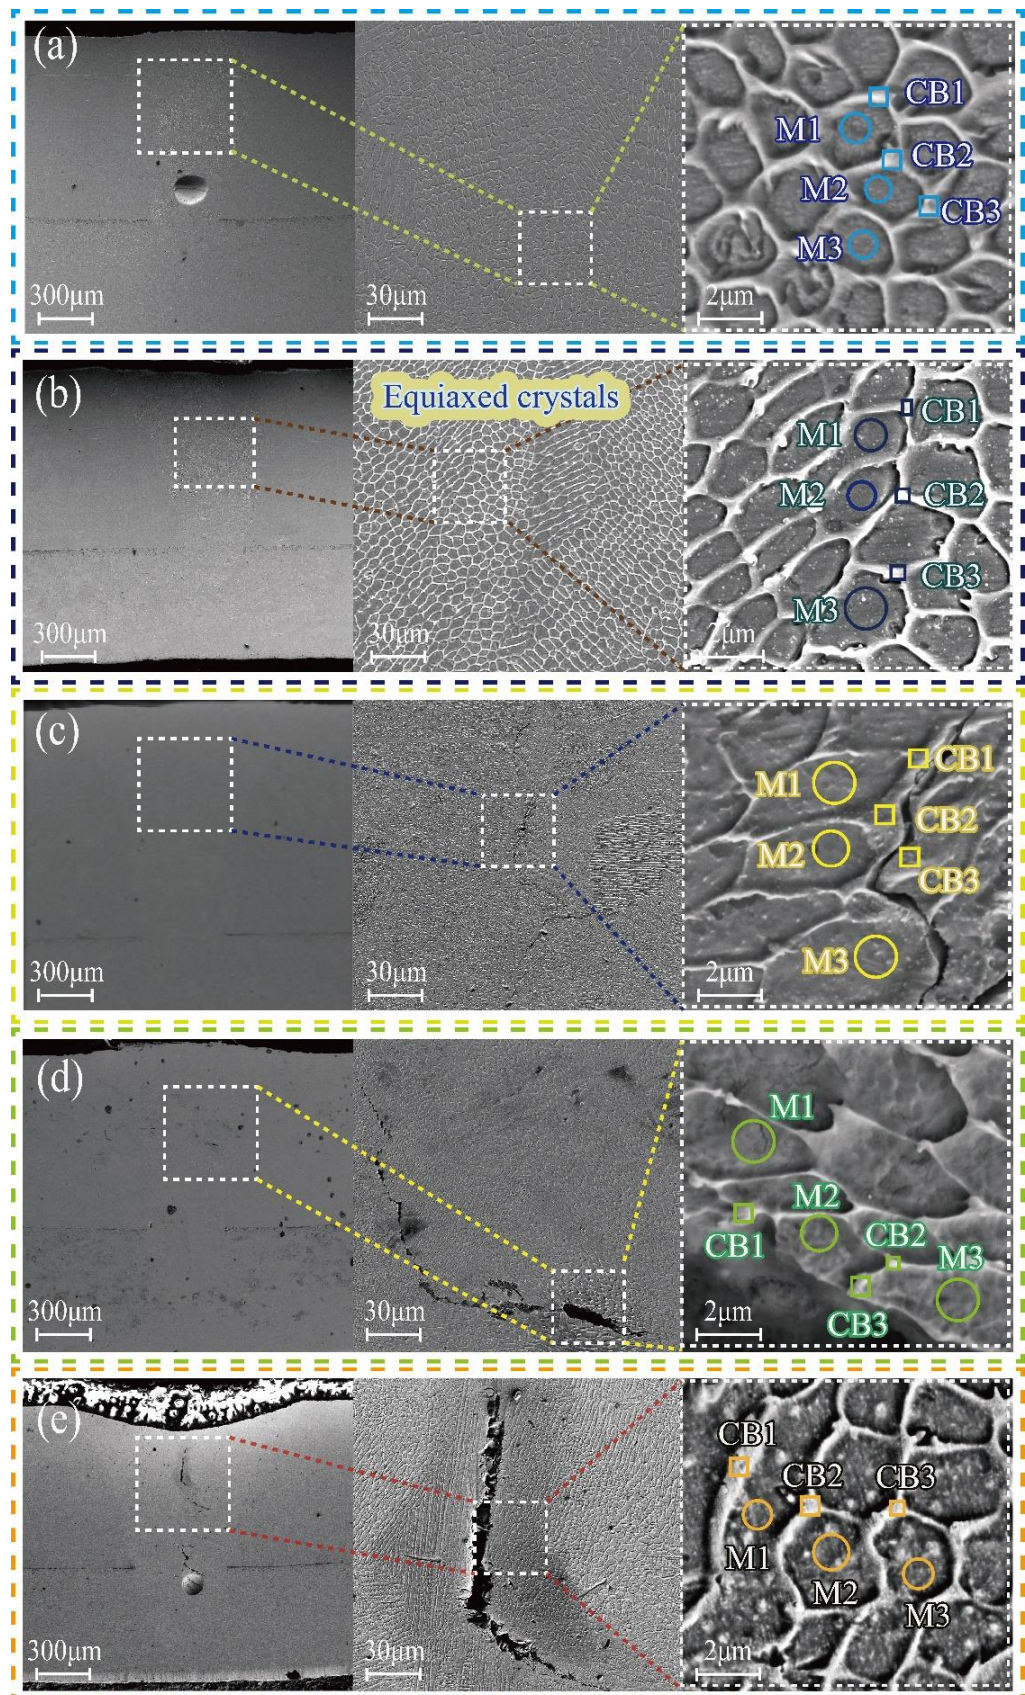 (a)
CB1
M1
CB2
M2
CB3
M3
300μm
30μm
2μm
(b)
Equiaxed crystals
CB1
M1
M2
CB2
CB3
M3
300μm
30μm
2μm
(c)
CB1
M1
CB2
M2
CB3
M3
300μm
30μm
2μm
(d)
M1
M2
CB1
CB2
M3
CB3
300μm
30μm
2μm
(e)
CB1
CB2
CB3
M1
M2
M3
300μm
30μm
2μm